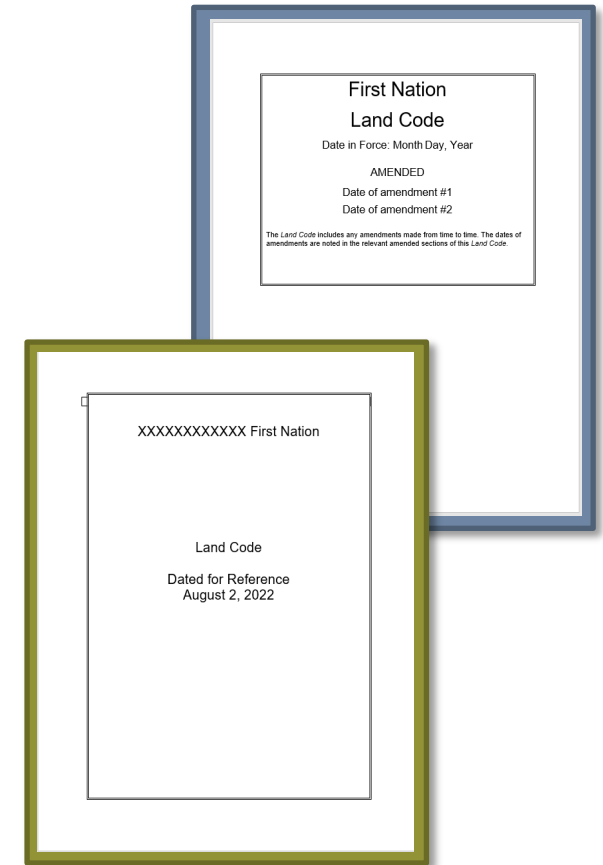 First Nation
Land Code
Date in Force: Month Day, Year
AMENDED
Date of amendment #1
Date of amendment #2
The Land Code includes any amendments made from time to time. The dates of
amendments are noted in the relevant amended sections of this Land Code.
XXXXXXXXXXXX First Nation
Land Code
Dated for Reference
August 2, 2022